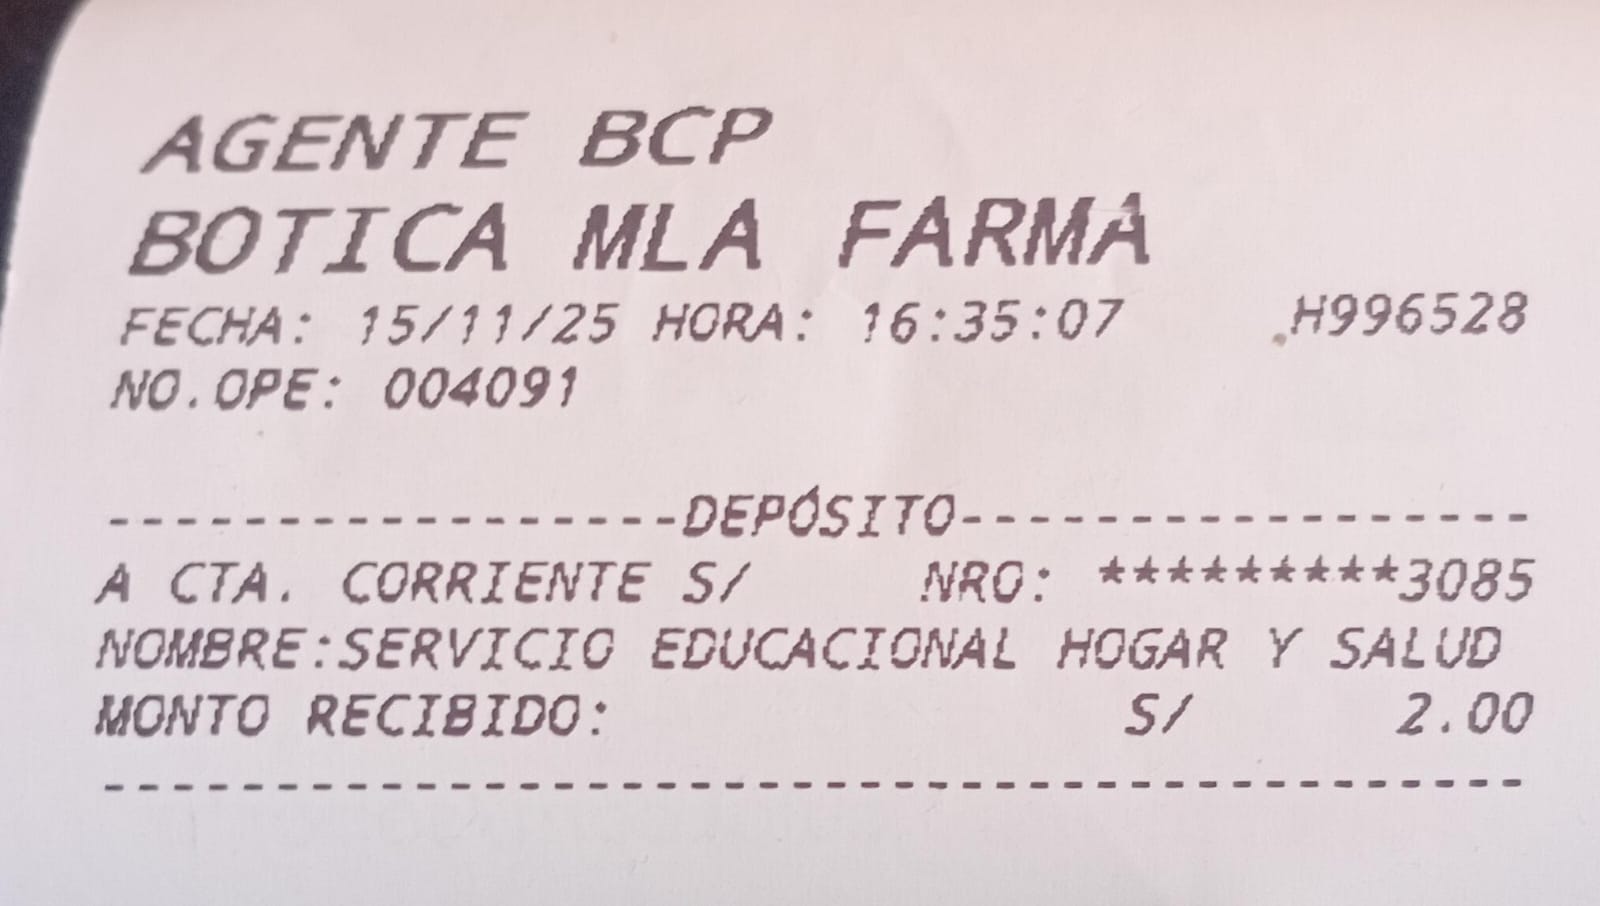 AGENTE BCP
BOTICA MLA FARMA
FECHA: 15/11/25 HORA: 16:35:07 H996528
NO.OPE: 004091
------------------DEPÓSITO------------------
A CTA. CORRIENTE S/ NRO: *********3085
NOMBRE:SERVICIO EDUCACIONAL HOGAR Y SALUD
MONTO RECIBIDO: S/ 2.00
------------------------------------------